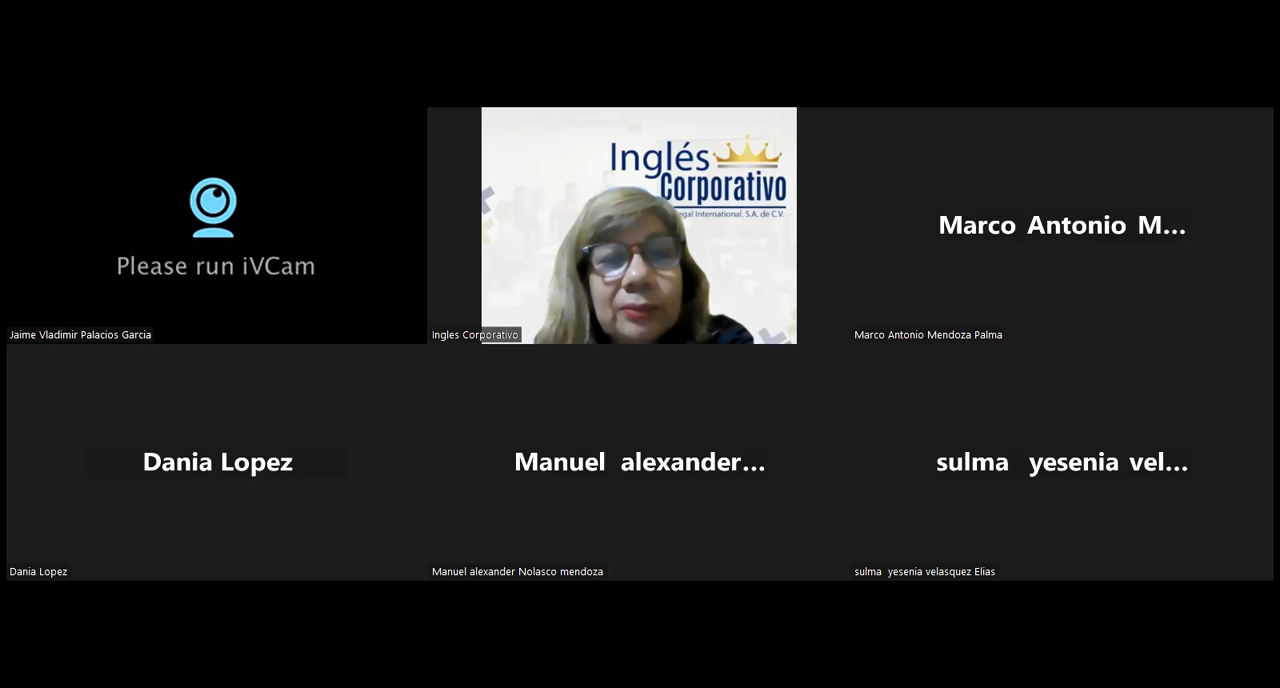 Please run iVCam
Jaime Vladimir Palacios Garcia
Inglés
Corporativo
egal International, S.A. de C.V.
Ingles Corporativo
Marco Antonio M...
Marco Antonio Mendoza Palma
Dania Lopez
Dania Lopez
Manuel alexander...
Manuel alexander Nolasco mendoza
sulma yesenia vel...
sulma yesenia velasquez Elias